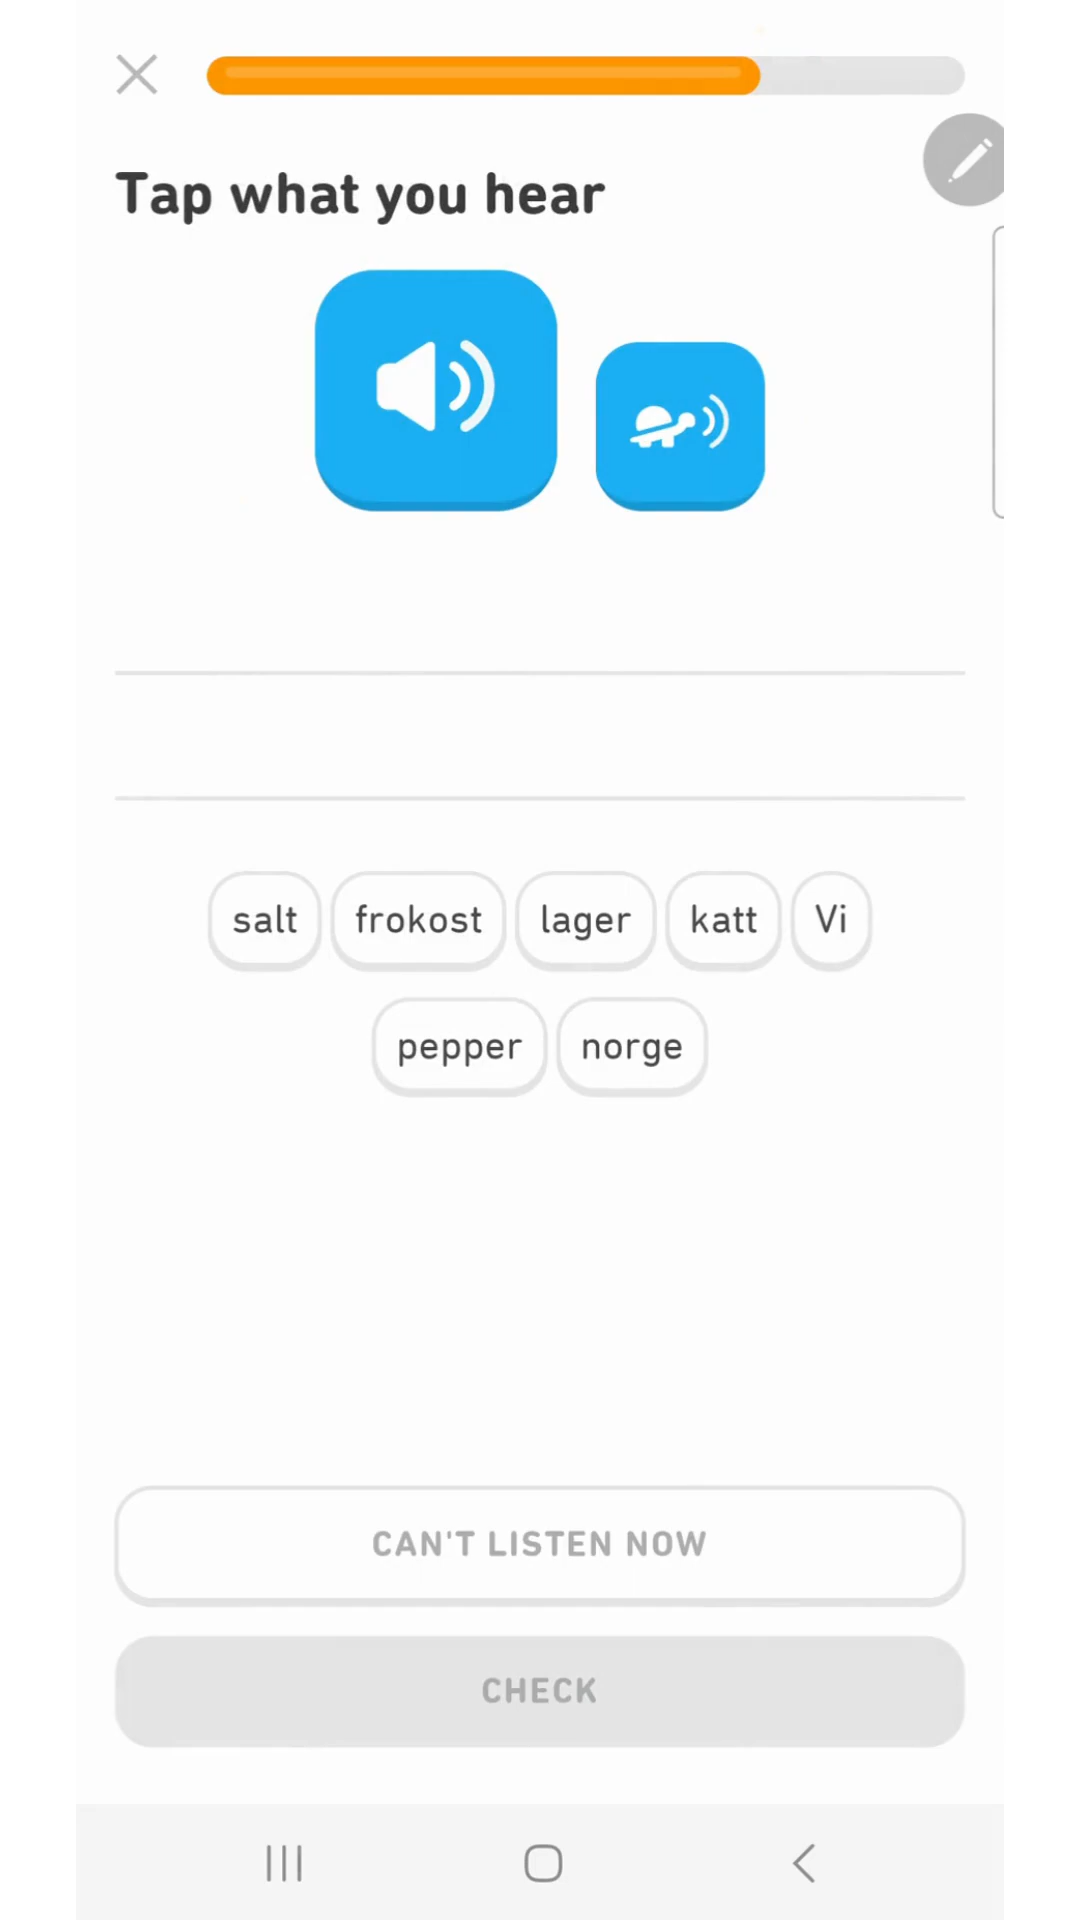 Tap what you hear
salt frokost lager katt Vi
pepper norge
CAN'T LISTEN NOW
CHECK